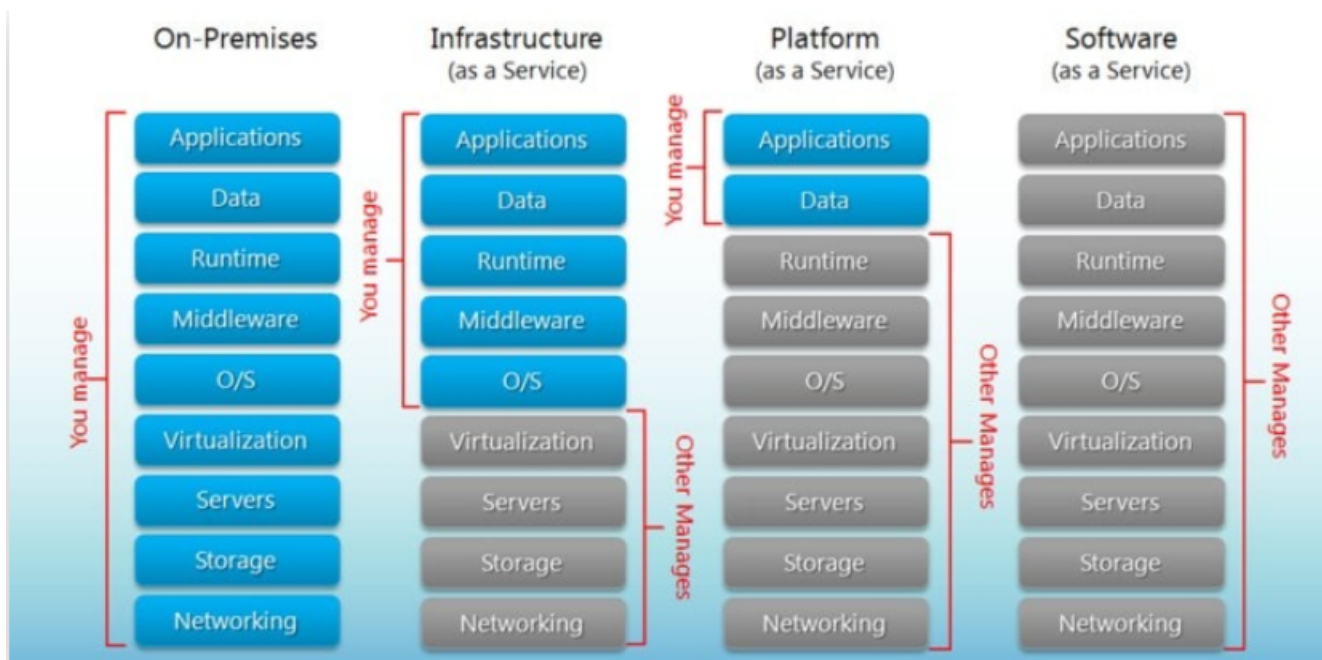 On-Premises
You manage
Applications
Data
Runtime
Middleware
O/S
Virtualization
Servers
Storage
Networking
Infrastructure
(as a Service)
You manage
Applications
Data
Runtime
Middleware
O/S
Virtualization
Servers
Storage
Networking
Other Manages
Platform
(as a Service)
You manage
Applications
Data
Runtime
Middleware
O/S
Virtualization
Servers
Storage
Networking
Other Manages
Software
(as a Service)
Applications
Data
Runtime
Middleware
O/S
Virtualization
Servers
Storage
Networking
Other Manages